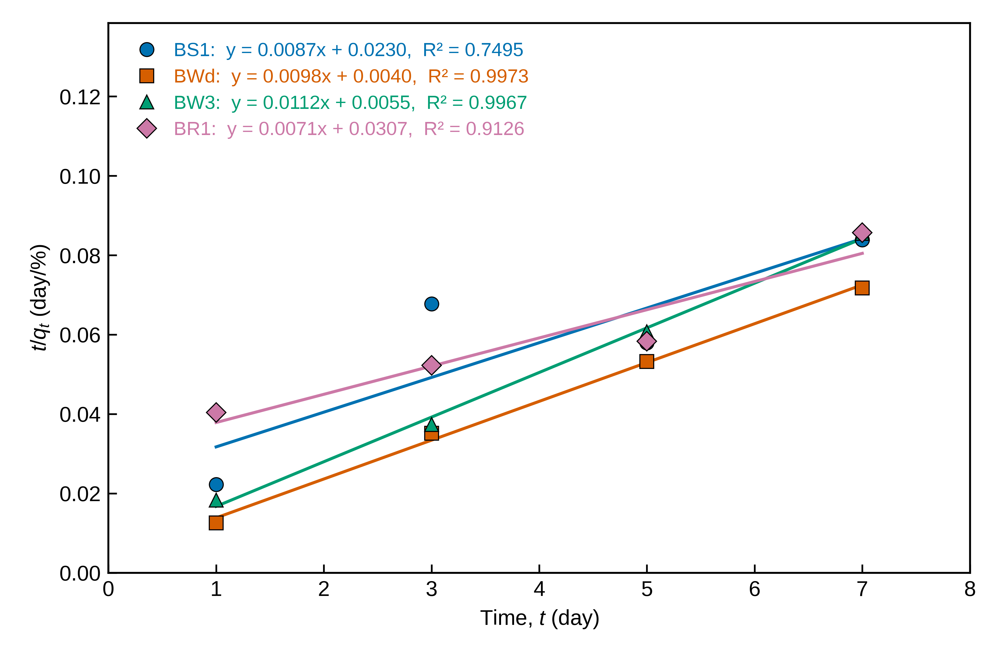 BS1: y = 0.0087x + 0.0230, R² = 0.7495
BWd: y = 0.0098x + 0.0040, R² = 0.9973
BW3: y = 0.0112x + 0.0055, R² = 0.9967
BR1: y = 0.0071x + 0.0307, R² = 0.9126
0.12
0.10
0.08
0.06
0.04
0.02
0.00
t/qₜ (day/%)
0 1 2 3 4 5 6 7 8
Time, t (day)